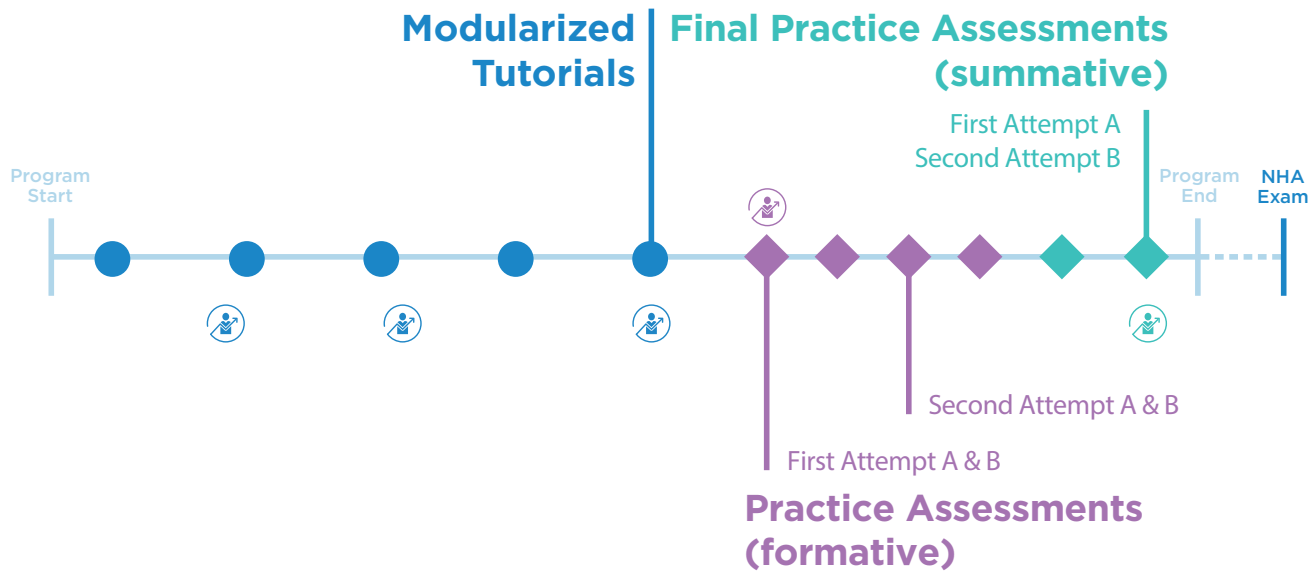 Modularized
Tutorials
Final Practice Assessments
(summative)
First Attempt A
Second Attempt B
Program
Start
Program
End
NHA
Exam
Second Attempt A & B
First Attempt A & B
Practice Assessments
(formative)